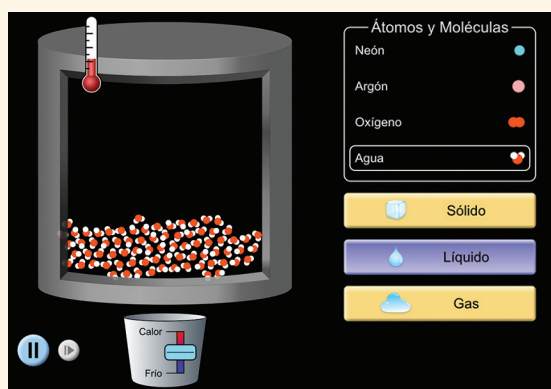 Átomos y Moléculas
Neón
Argón
Oxígeno
Agua
Sólido
Líquido
Gas
Calor
Frío